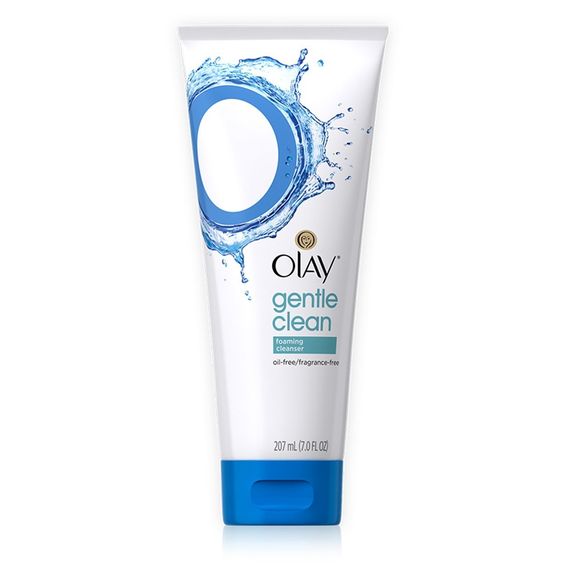 OLAY®
gentle
clean
foaming
cleanser
oil-free/fragrance-free
207 mL (7.0 FL OZ)